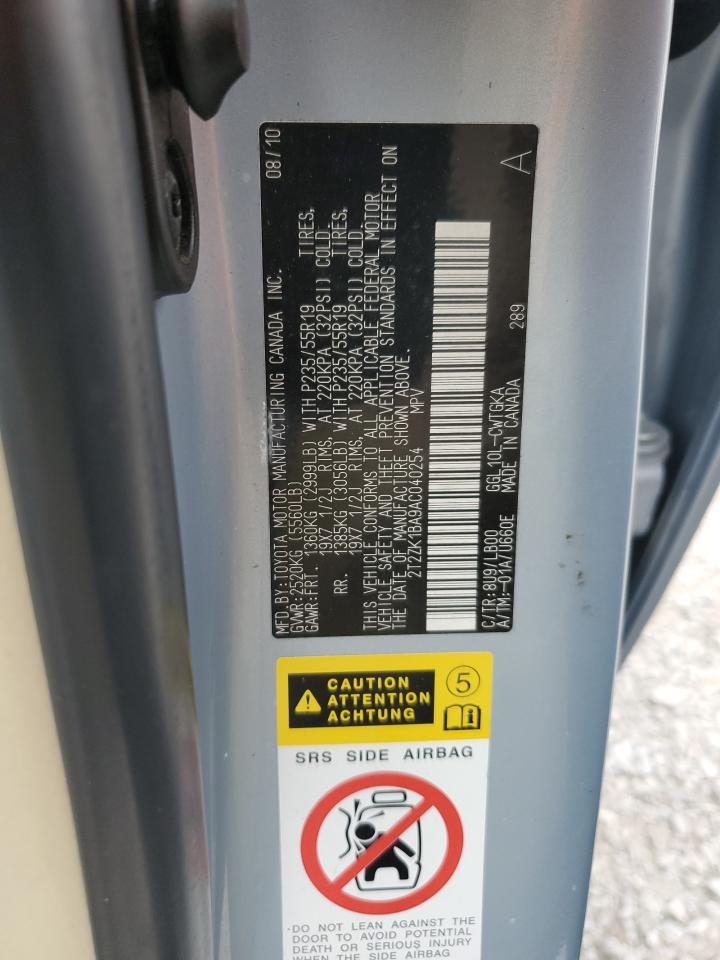 MFD.BY:TOYOTA MOTOR MANUFACTURING CANADA INC. 08/10
GVWR:2520KG(5560LB)
GAWR:FRT. 1360KG (2999LB) WITH P235/55R19 TIRES,
19X7 1/2J RIMS, AT 220KPA (32PSI) COLD.
RR. 1385KG (3056LB) WITH P235/55R19 TIRES,
19X7 1/2J RIMS, AT 220KPA (32PSI) COLD.
THIS VEHICLE CONFORMS TO ALL APPLICABLE FEDERAL MOTOR
VEHICLE SAFETY AND THEFT PREVENTION STANDARDS IN EFFECT ON
THE DATE OF MANUFACTURE SHOWN ABOVE.
2T2ZK1BA9AC040254 MPV
C/TR:8U9/LB00 GGL10L-CWTGKA 289 A
A/TM:-01A/U660E MADE IN CANADA
CAUTION
ATTENTION
ACHTUNG
5
i
SRS SIDE AIRBAG
·DO NOT LEAN AGAINST THE
DOOR TO AVOID POTENTIAL
DEATH OR SERIOUS INJURY
WHEN THE SIDE AIRBAG